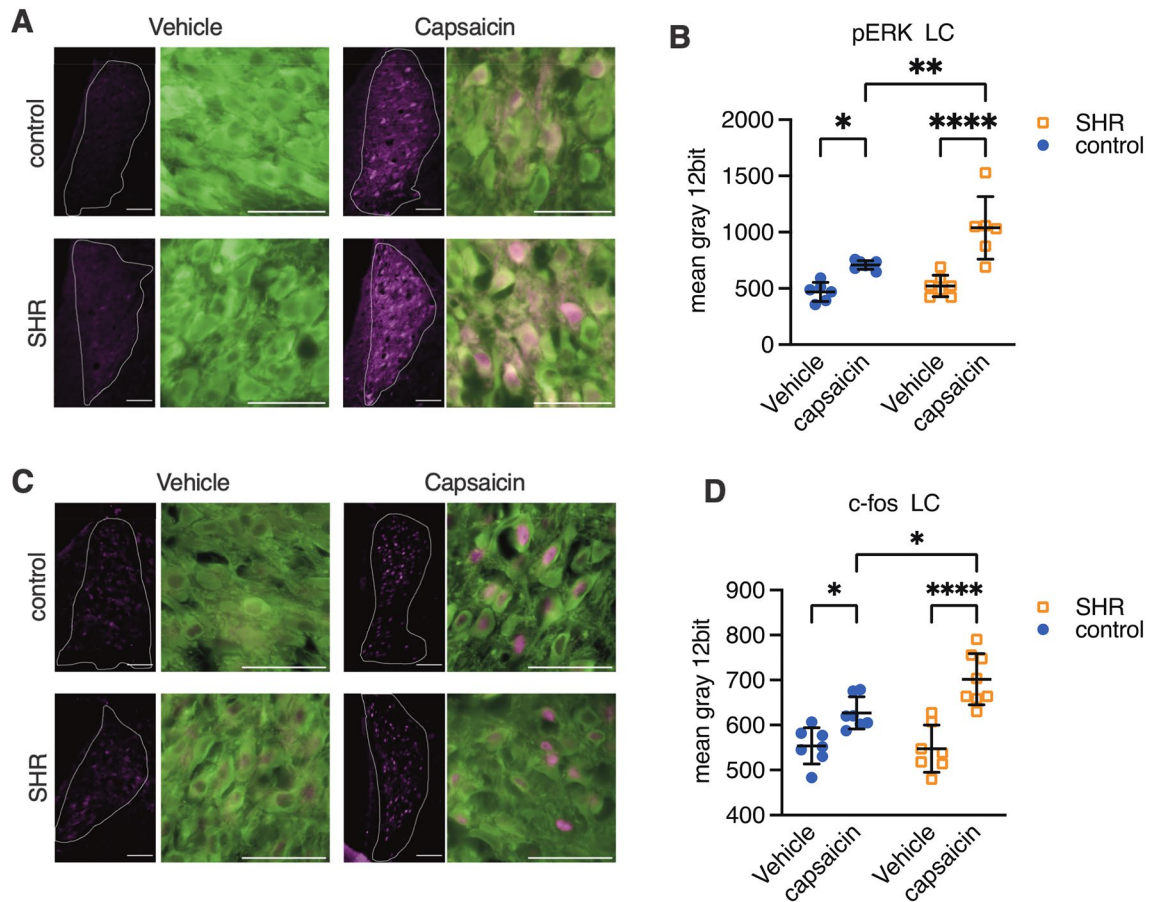 A
Vehicle
Capsaicin
control
SHR
B
pERK LC
**
*
****
2000
1500
1000
500
0
mean gray 12bit
Vehicle
capsaicin
Vehicle
capsaicin
SHR
control
C
Vehicle
Capsaicin
control
SHR
D
c-fos LC
*
*
****
900
800
700
600
500
400
mean gray 12bit
Vehicle
capsaicin
Vehicle
capsaicin
SHR
control